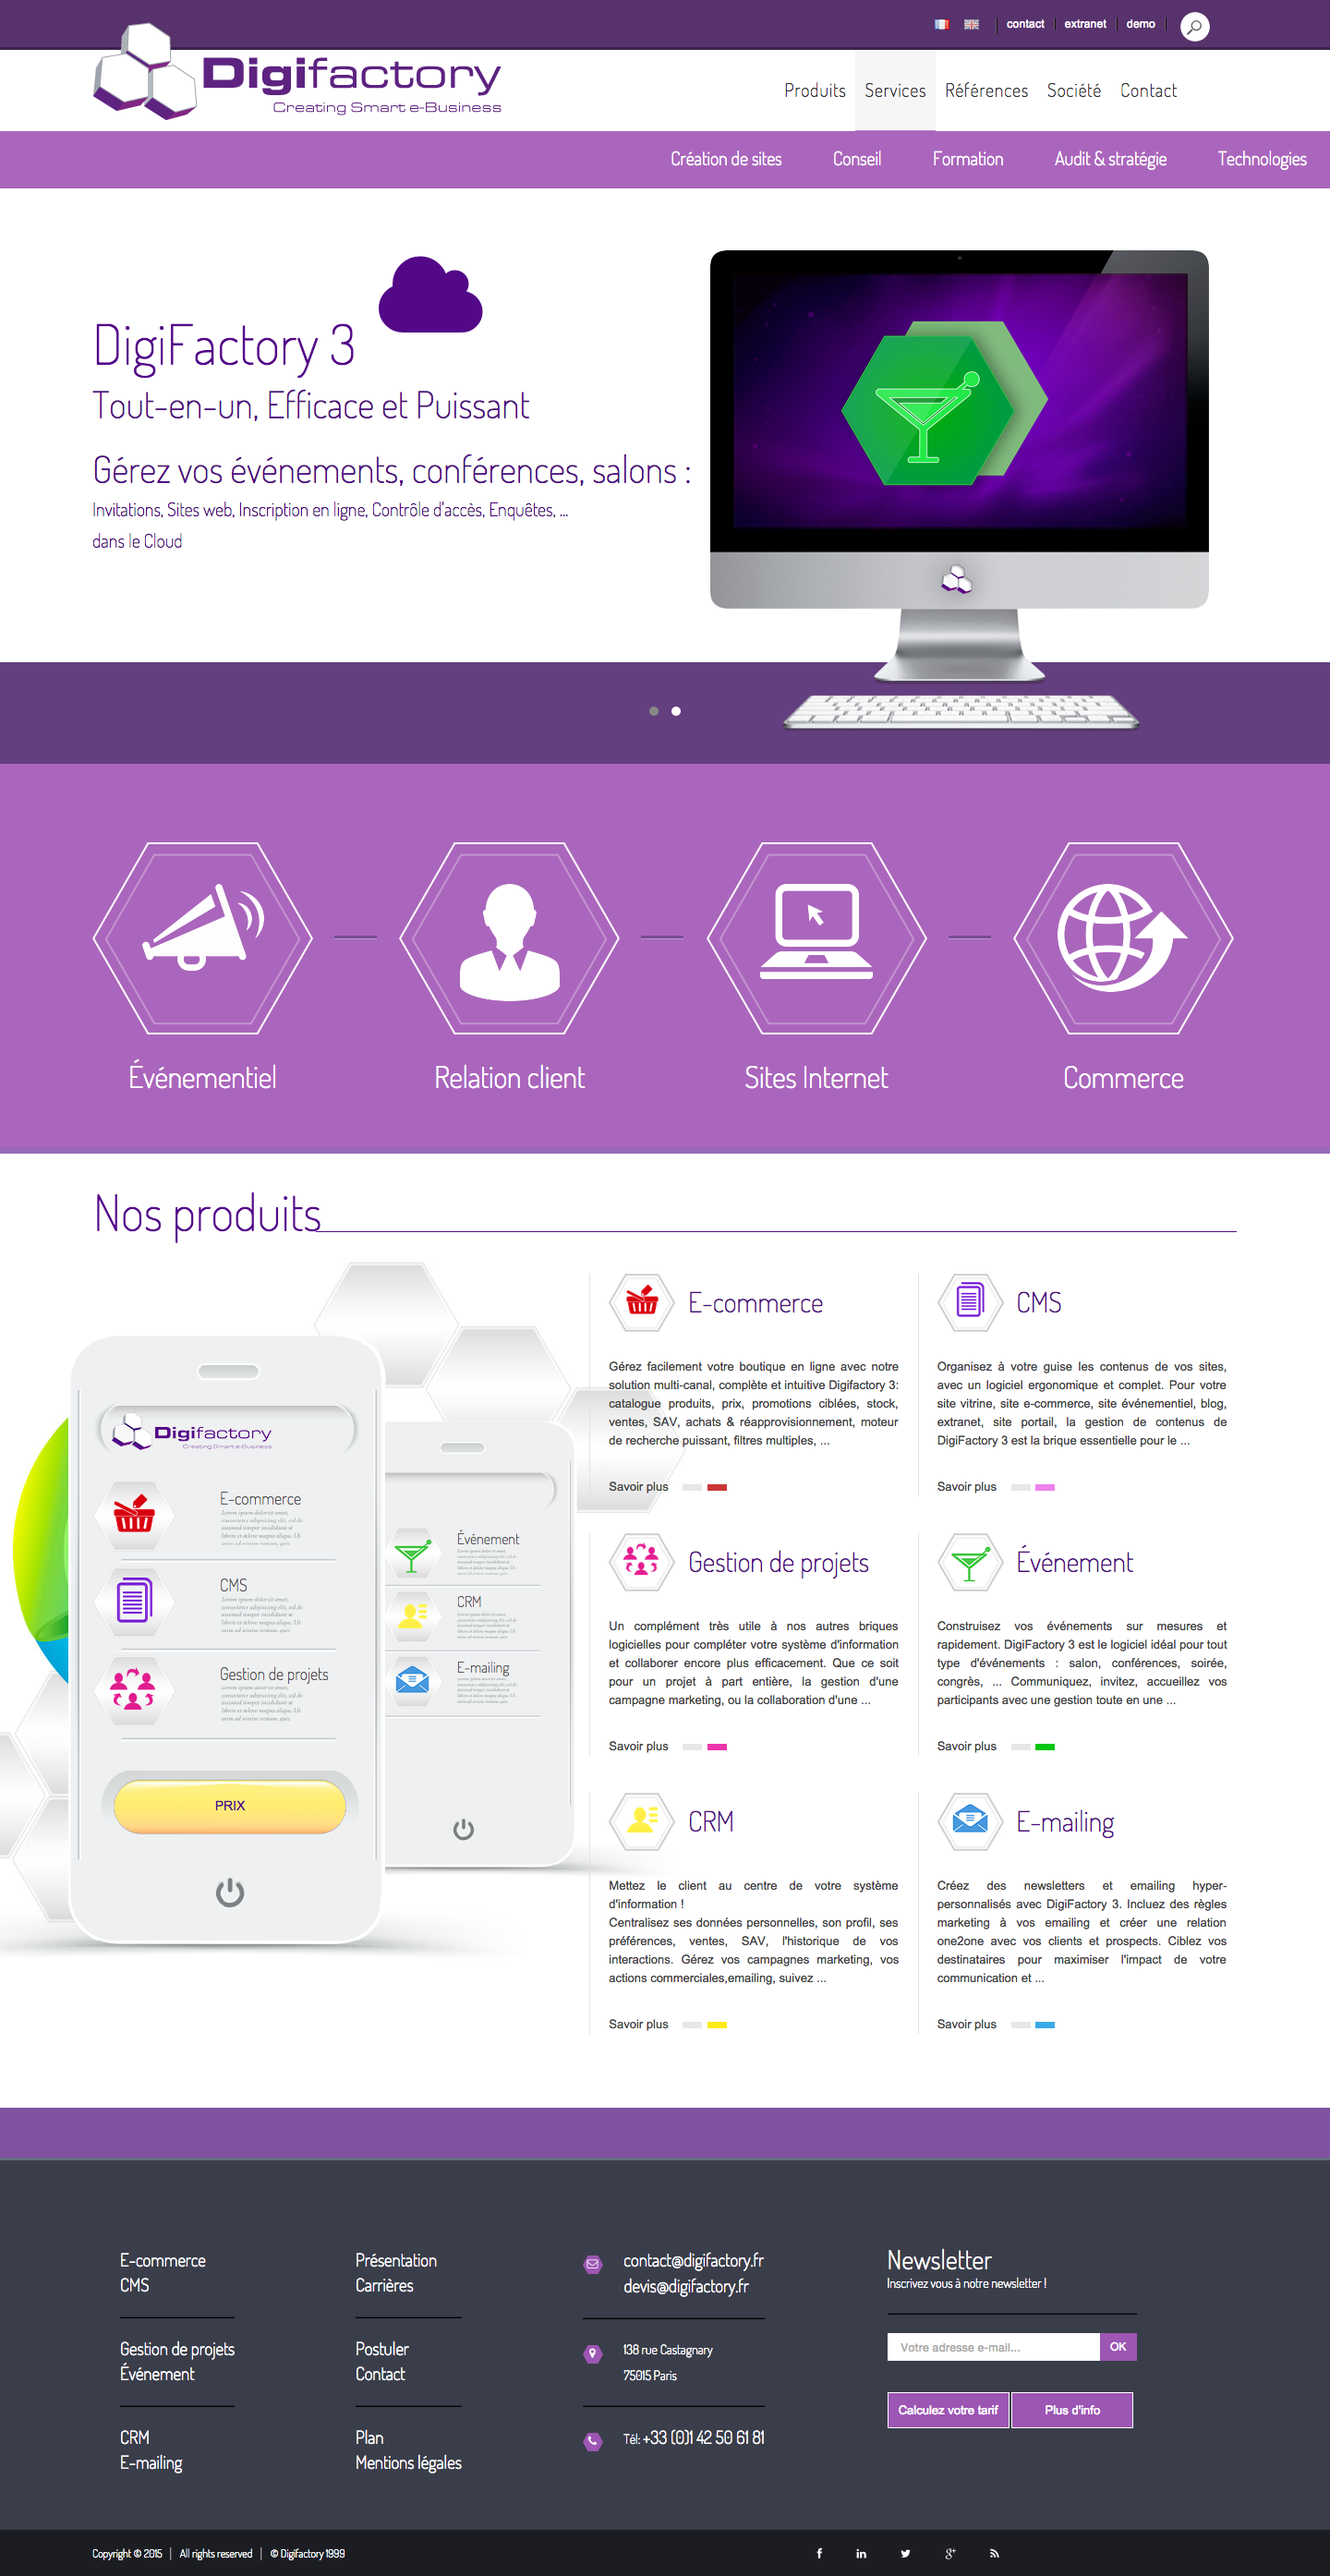 contact
extranet
demo
Digifactory
Creating Smart e-Business
Produits
Services
Références
Société
Contact
Création de sites
Conseil
Formation
Audit & stratégie
Technologies
DigiFactory 3
Tout-en-un, Efficace et Puissant
Gérez vos événements, conférences, salons :
Invitations, Sites web, Inscription en ligne, Contrôle d'accès, Enquêtes, ...
dans le Cloud
Événementiel
Relation client
Sites Internet
Commerce
Nos produits
Digifactory
Creating Smart e-Business
E-commerce
CMS
Gestion de projets
PRIX
Événement
CRM
E-mailing
E-commerce
Gérez facilement votre boutique en ligne avec notre
solution multi-canal, complète et intuitive Digifactory 3:
catalogue produits, prix, promotions ciblées, stock,
ventes, SAV, achats & réapprovisionnement, moteur
de recherche puissant, filtres multiples, ...
Savoir plus
CMS
Organisez à votre guise les contenus de vos sites,
avec un logiciel ergonomique et complet. Pour votre
site vitrine, site e-commerce, site événementiel, blog,
extranet, site portail, la gestion de contenus de
DigiFactory 3 est la brique essentielle pour le ...
Savoir plus
Gestion de projets
Un complément très utile à nos autres briques
logicielles pour compléter votre système d'information
et collaborer encore plus efficacement. Que ce soit
pour un projet à part entière, la gestion d'une
campagne marketing, ou la collaboration d'une ...
Savoir plus
Événement
Construisez vos événements sur mesures et
rapidement. DigiFactory 3 est le logiciel idéal pour tout
type d'événements : salon, conférences, soirée,
congrès, ... Communiquez, invitez, accueillez vos
participants avec une gestion toute en une ...
Savoir plus
CRM
Mettez le client au centre de votre système
d'information !
Centralisez ses données personnelles, son profil, ses
préférences, ventes, SAV, l'historique de vos
interactions. Gérez vos campagnes marketing, vos
actions commerciales,emailing, suivez ...
Savoir plus
E-mailing
Créez des newsletters et emailing hyper-
personnalisés avec DigiFactory 3. Incluez des règles
marketing à vos emailing et créer une relation
one2one avec vos clients et prospects. Ciblez vos
destinataires pour maximiser l'impact de votre
communication et ...
Savoir plus
E-commerce
CMS
Gestion de projets
Événement
CRM
E-mailing
Présentation
Carrières
Postuler
Contact
Plan
Mentions légales
contact@digifactory.fr
devis@digifactory.fr
138 rue Castagnary
75015 Paris
Tél: +33 (0)1 42 50 61 81
Newsletter
Inscrivez vous à notre newsletter !
Votre adresse e-mail...
OK
Calculez votre tarif
Plus d'info
Copyright © 2015 | All rights reserved | © Digifactory 1999